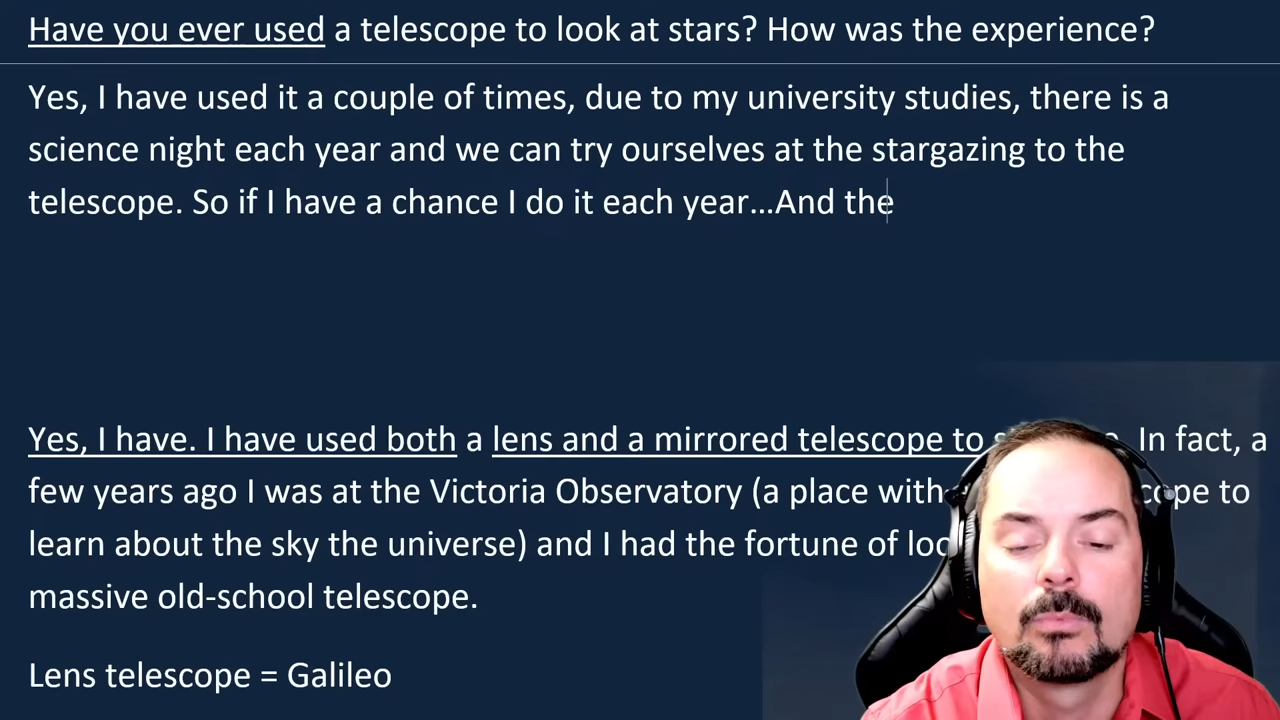 Have you ever used a telescope to look at stars? How was the experience?
Yes, I have used it a couple of times, due to my university studies, there is a
science night each year and we can try ourselves at the stargazing to the
telescope. So if I have a chance I do it each year...And the
Yes, I have. I have used both a lens and a mirrored telescope to In fact, a
few years ago I was at the Victoria Observatory (a place with to
learn about the sky the universe) and I had the fortune of
massive old-school telescope.
Lens telescope = Galileo